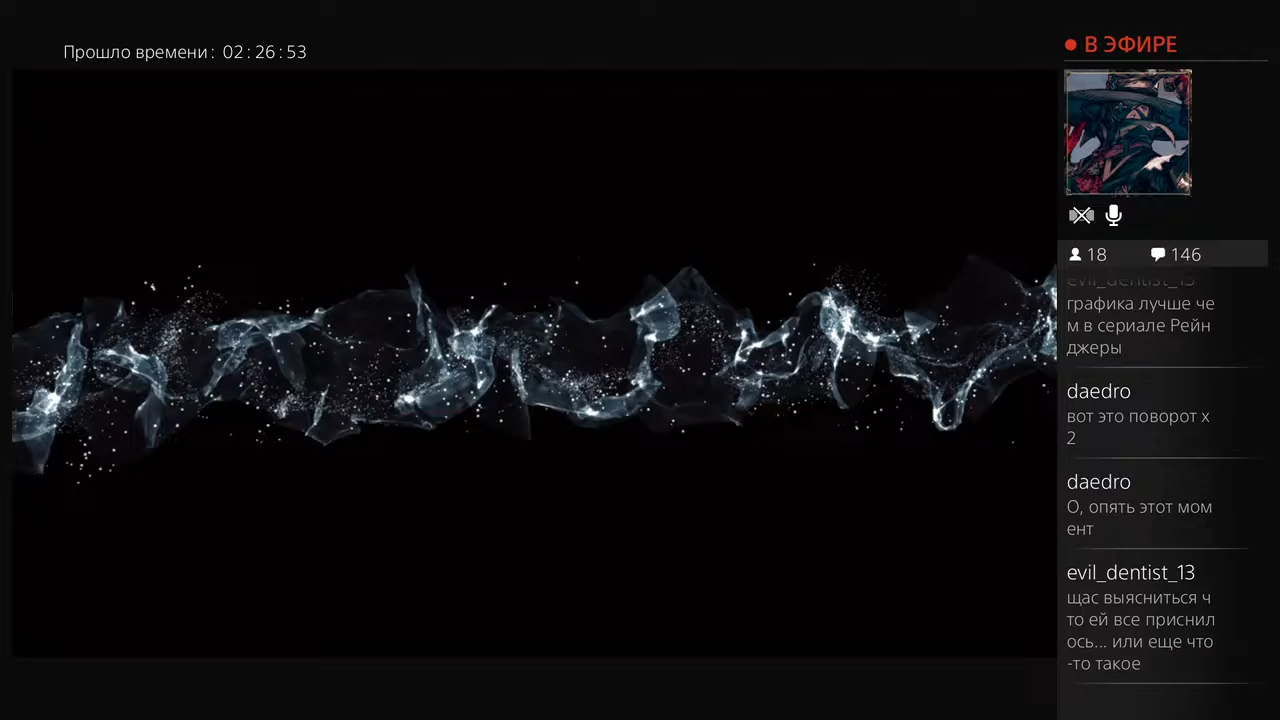 Прошло времени: 02:26:53
В ЭФИРЕ
18
146
evil_dentist_13
графика лучше че
м в сериале Рейн
джеры
daedro
вот это поворот х
2
daedro
О, опять этот мом
ент
evil_dentist_13
щас выясниться ч
то ей все приснил
ось... или еще что
-то такое